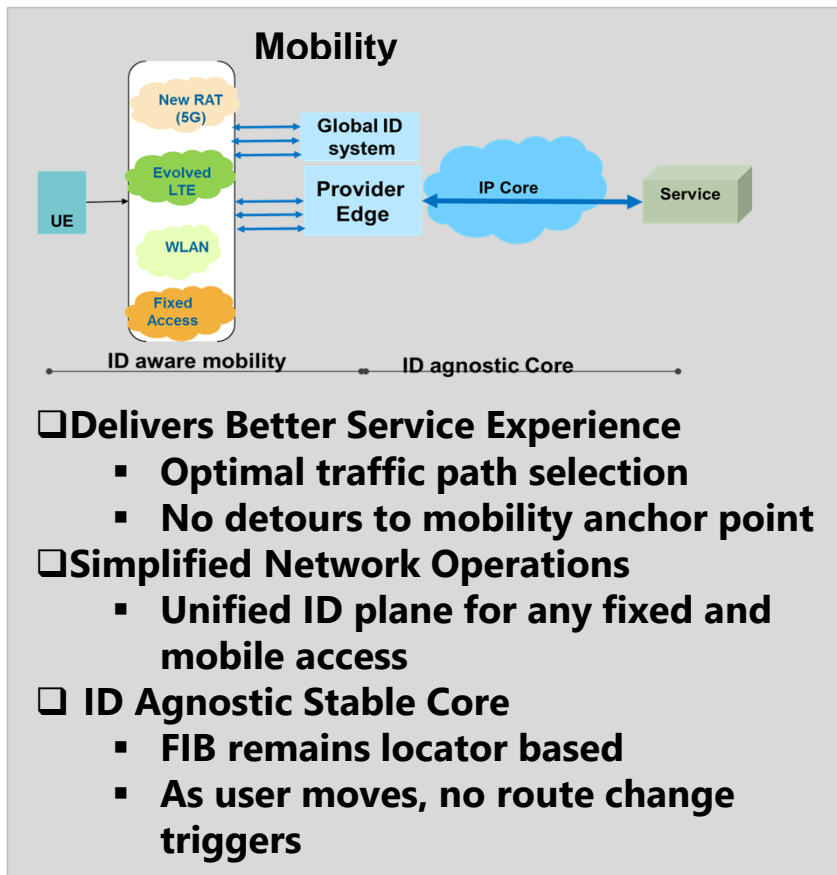 Mobility
New RAT
(5G)
Global ID
system
Evolved
LTE
Provider
Edge
IP Core
Service
UE
WLAN
Fixed
Access
ID aware mobility
ID agnostic Core
❑Delivers Better Service Experience
▪ Optimal traffic path selection
▪ No detours to mobility anchor point
❑Simplified Network Operations
▪ Unified ID plane for any fixed and
mobile access
❑ ID Agnostic Stable Core
▪ FIB remains locator based
▪ As user moves, no route change
triggers